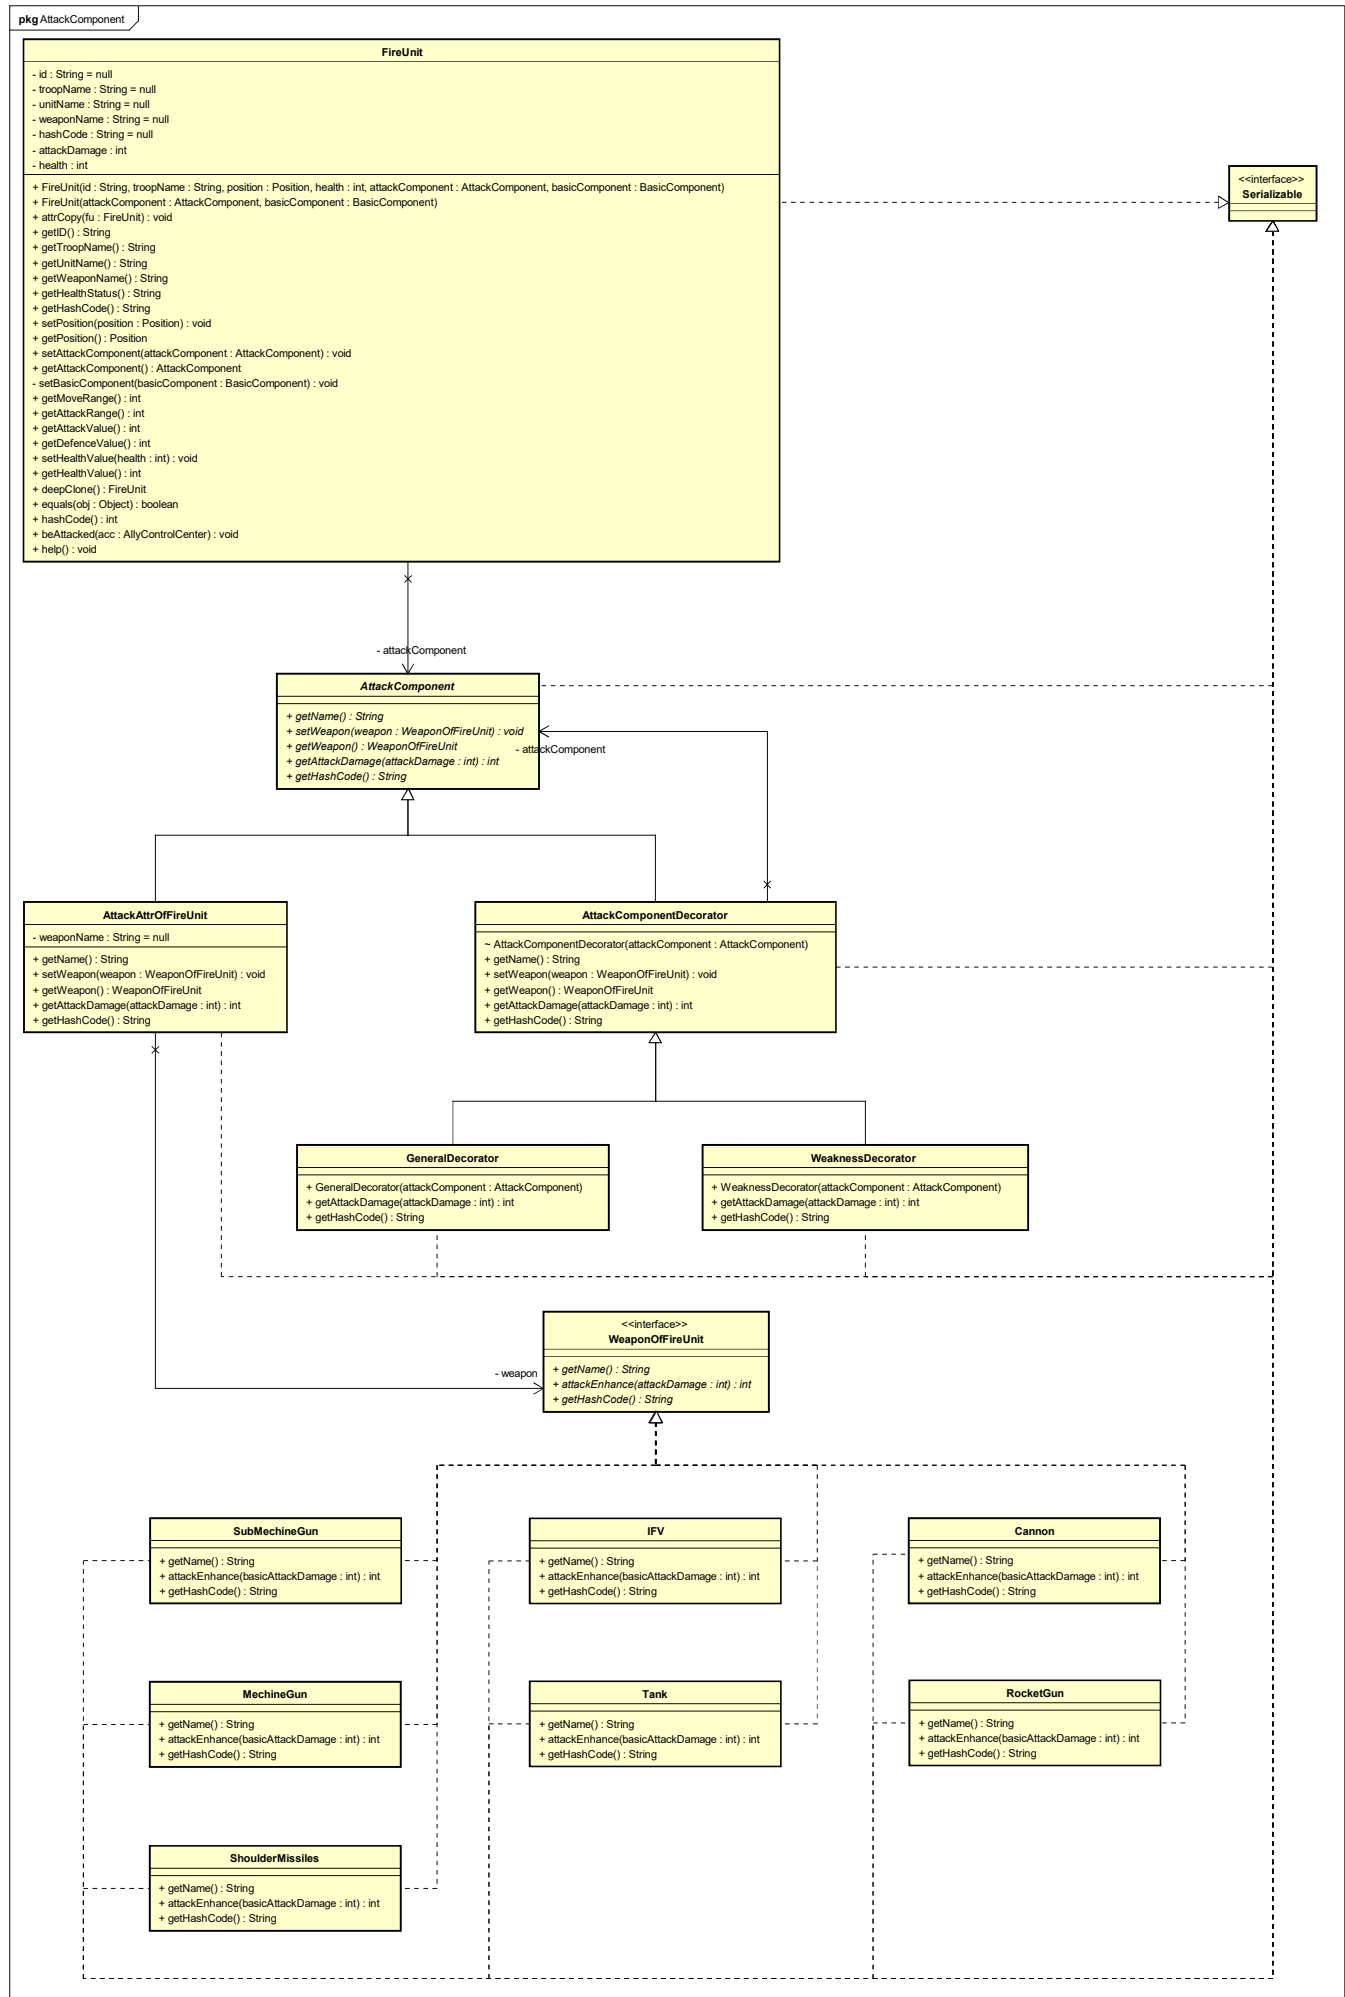 pkg AttackComponent
FireUnit
- id : String = null
- troopName : String = null
- unitName : String = null
- weaponName : String = null
- hashCode : String = null
- attackDamage : int
- health : int
+ FireUnit(id : String, troopName : String, position : Position, health : int, attackComponent : AttackComponent, basicComponent : BasicComponent)
+ FireUnit(attackComponent : AttackComponent, basicComponent : BasicComponent)
+ attrCopy(fu : FireUnit) : void
+ getID() : String
+ getTroopName() : String
+ getUnitName() : String
+ getWeaponName() : String
+ getHealthStatus() : String
+ getHashCode() : String
+ setPosition(position : Position) : void
+ getPosition() : Position
+ setAttackComponent(attackComponent : AttackComponent) : void
+ getAttackComponent() : AttackComponent
- setBasicComponent(basicComponent : BasicComponent) : void
+ getMoveRange() : int
+ getAttackRange() : int
+ getAttackValue() : int
+ getDefenceValue() : int
+ setHealthValue(health : int) : void
+ getHealthValue() : int
+ deepClone() : FireUnit
+ equals(obj : Object) : boolean
+ hashCode() : int
+ beAttacked(acc : AllyControlCenter) : void
+ help() : void
<<interface>>
Serializable
- attackComponent
AttackComponent
+ getName() : String
+ setWeapon(weapon : WeaponOfFireUnit) : void
+ getWeapon() : WeaponOfFireUnit
+ getAttackDamage(attackDamage : int) : int
+ getHashCode() : String
- attackComponent
AttackAttrOfFireUnit
- weaponName : String = null
+ getName() : String
+ setWeapon(weapon : WeaponOfFireUnit) : void
+ getWeapon() : WeaponOfFireUnit
+ getAttackDamage(attackDamage : int) : int
+ getHashCode() : String
AttackComponentDecorator
~ AttackComponentDecorator(attackComponent : AttackComponent)
+ getName() : String
+ setWeapon(weapon : WeaponOfFireUnit) : void
+ getWeapon() : WeaponOfFireUnit
+ getAttackDamage(attackDamage : int) : int
+ getHashCode() : String
GeneralDecorator
+ GeneralDecorator(attackComponent : AttackComponent)
+ getAttackDamage(attackDamage : int) : int
+ getHashCode() : String
WeaknessDecorator
+ WeaknessDecorator(attackComponent : AttackComponent)
+ getAttackDamage(attackDamage : int) : int
+ getHashCode() : String
- weapon
<<interface>>
WeaponOfFireUnit
+ getName() : String
+ attackEnhance(attackDamage : int) : int
+ getHashCode() : String
SubMechineGun
+ getName() : String
+ attackEnhance(basicAttackDamage : int) : int
+ getHashCode() : String
IFV
+ getName() : String
+ attackEnhance(basicAttackDamage : int) : int
+ getHashCode() : String
Cannon
+ getName() : String
+ attackEnhance(basicAttackDamage : int) : int
+ getHashCode() : String
MechineGun
+ getName() : String
+ attackEnhance(basicAttackDamage : int) : int
+ getHashCode() : String
Tank
+ getName() : String
+ attackEnhance(basicAttackDamage : int) : int
+ getHashCode() : String
RocketGun
+ getName() : String
+ attackEnhance(basicAttackDamage : int) : int
+ getHashCode() : String
ShoulderMissiles
+ getName() : String
+ attackEnhance(basicAttackDamage : int) : int
+ getHashCode() : String